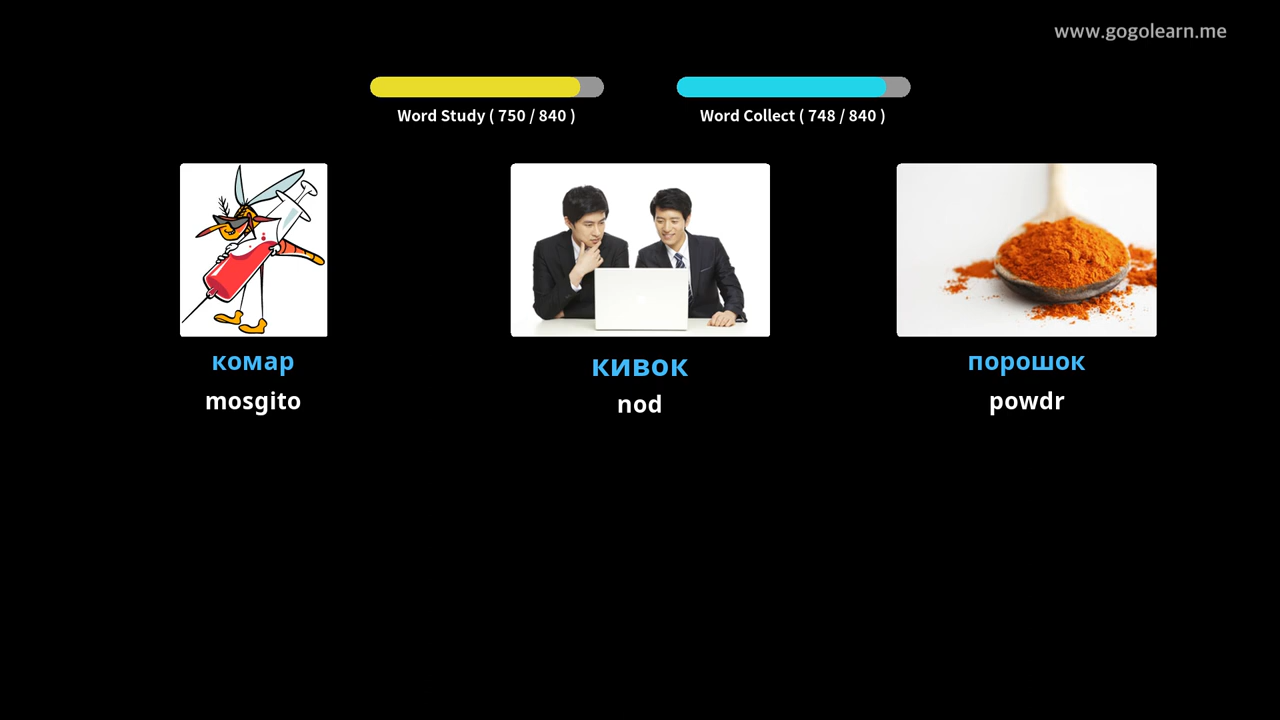 www.gogolearn.me
Word Study ( 750 / 840 )
Word Collect ( 748 / 840 )
комар
кивок
порошок
mosgito
nod
powdr